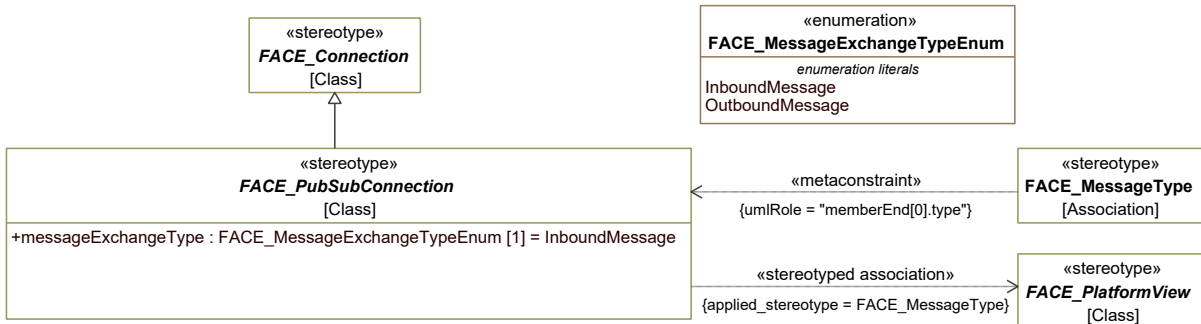 «stereotype»
FACE_Connection
[Class]
«enumeration»
FACE_MessageExchangeTypeEnum
enumeration literals
InboundMessage
OutboundMessage
«stereotype»
FACE_PubSubConnection
[Class]
+messageExchangeType : FACE_MessageExchangeTypeEnum [1] = InboundMessage
«metaconstraint»
{umlRole = "memberEnd[0].type"}
«stereotype»
FACE_MessageType
[Association]
«stereotyped association»
{applied_stereotype = FACE_MessageType}
«stereotype»
FACE_PlatformView
[Class]